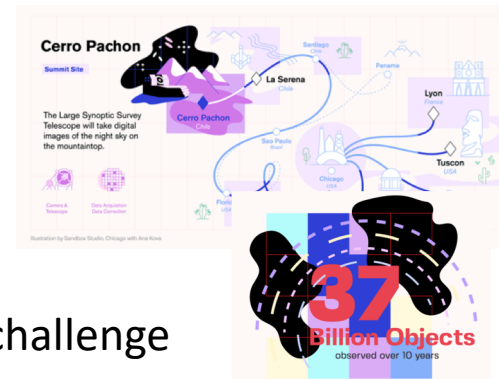 Cerro Pachon
Summit Site
The Large Synoptic Survey
Telescope will take digital
images of the night sky on
the mountaintop.
Camera &
Telescope
Data Acquisition
Data Correction
Cerro Pachon
Chile
La Serena
Chile
Santiago
Chile
Panama
Sao Paulo
Brazil
Lyon
France
Tuscon
USA
Chicago
USA
Illustration by Sandbox Studio, Chicago with Ana Kova
37
Billion Objects
observed over 10 years
challenge